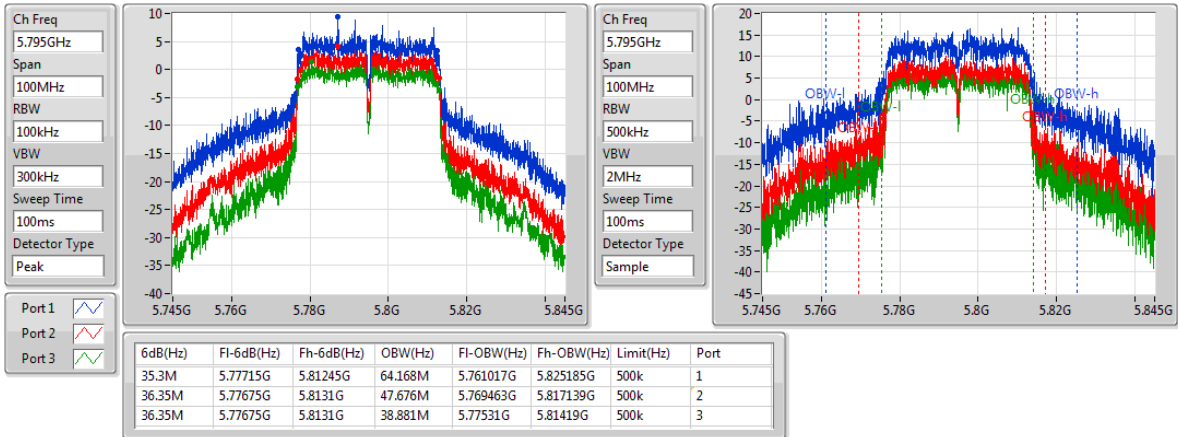 Ch Freq
5.795GHz
Span
100MHz
RBW
100kHz
VBW
300kHz
Sweep Time
100ms
Detector Type
Peak
Port 1
Port 2
Port 3
10
5
0
-5
-10
-15
-20
-25
-30
-35
-40
5.745G 5.76G 5.78G 5.8G 5.82G 5.845G
Ch Freq
5.795GHz
Span
100MHz
RBW
500kHz
VBW
2MHz
Sweep Time
100ms
Detector Type
Sample
20
15
10
5
0
-5
-10
-15
-20
-25
-30
-35
-40
-45
OBW-l OBW-h
5.745G 5.76G 5.78G 5.8G 5.82G 5.845G
6dB(Hz) Fl-6dB(Hz) Fh-6dB(Hz) OBW(Hz) Fl-OBW(Hz) Fh-OBW(Hz) Limit(Hz) Port
35.3M 5.77715G 5.81245G 64.168M 5.761017G 5.825185G 500k 1
36.35M 5.77675G 5.8131G 47.676M 5.769463G 5.817139G 500k 2
36.35M 5.77675G 5.8131G 38.881M 5.77531G 5.81419G 500k 3